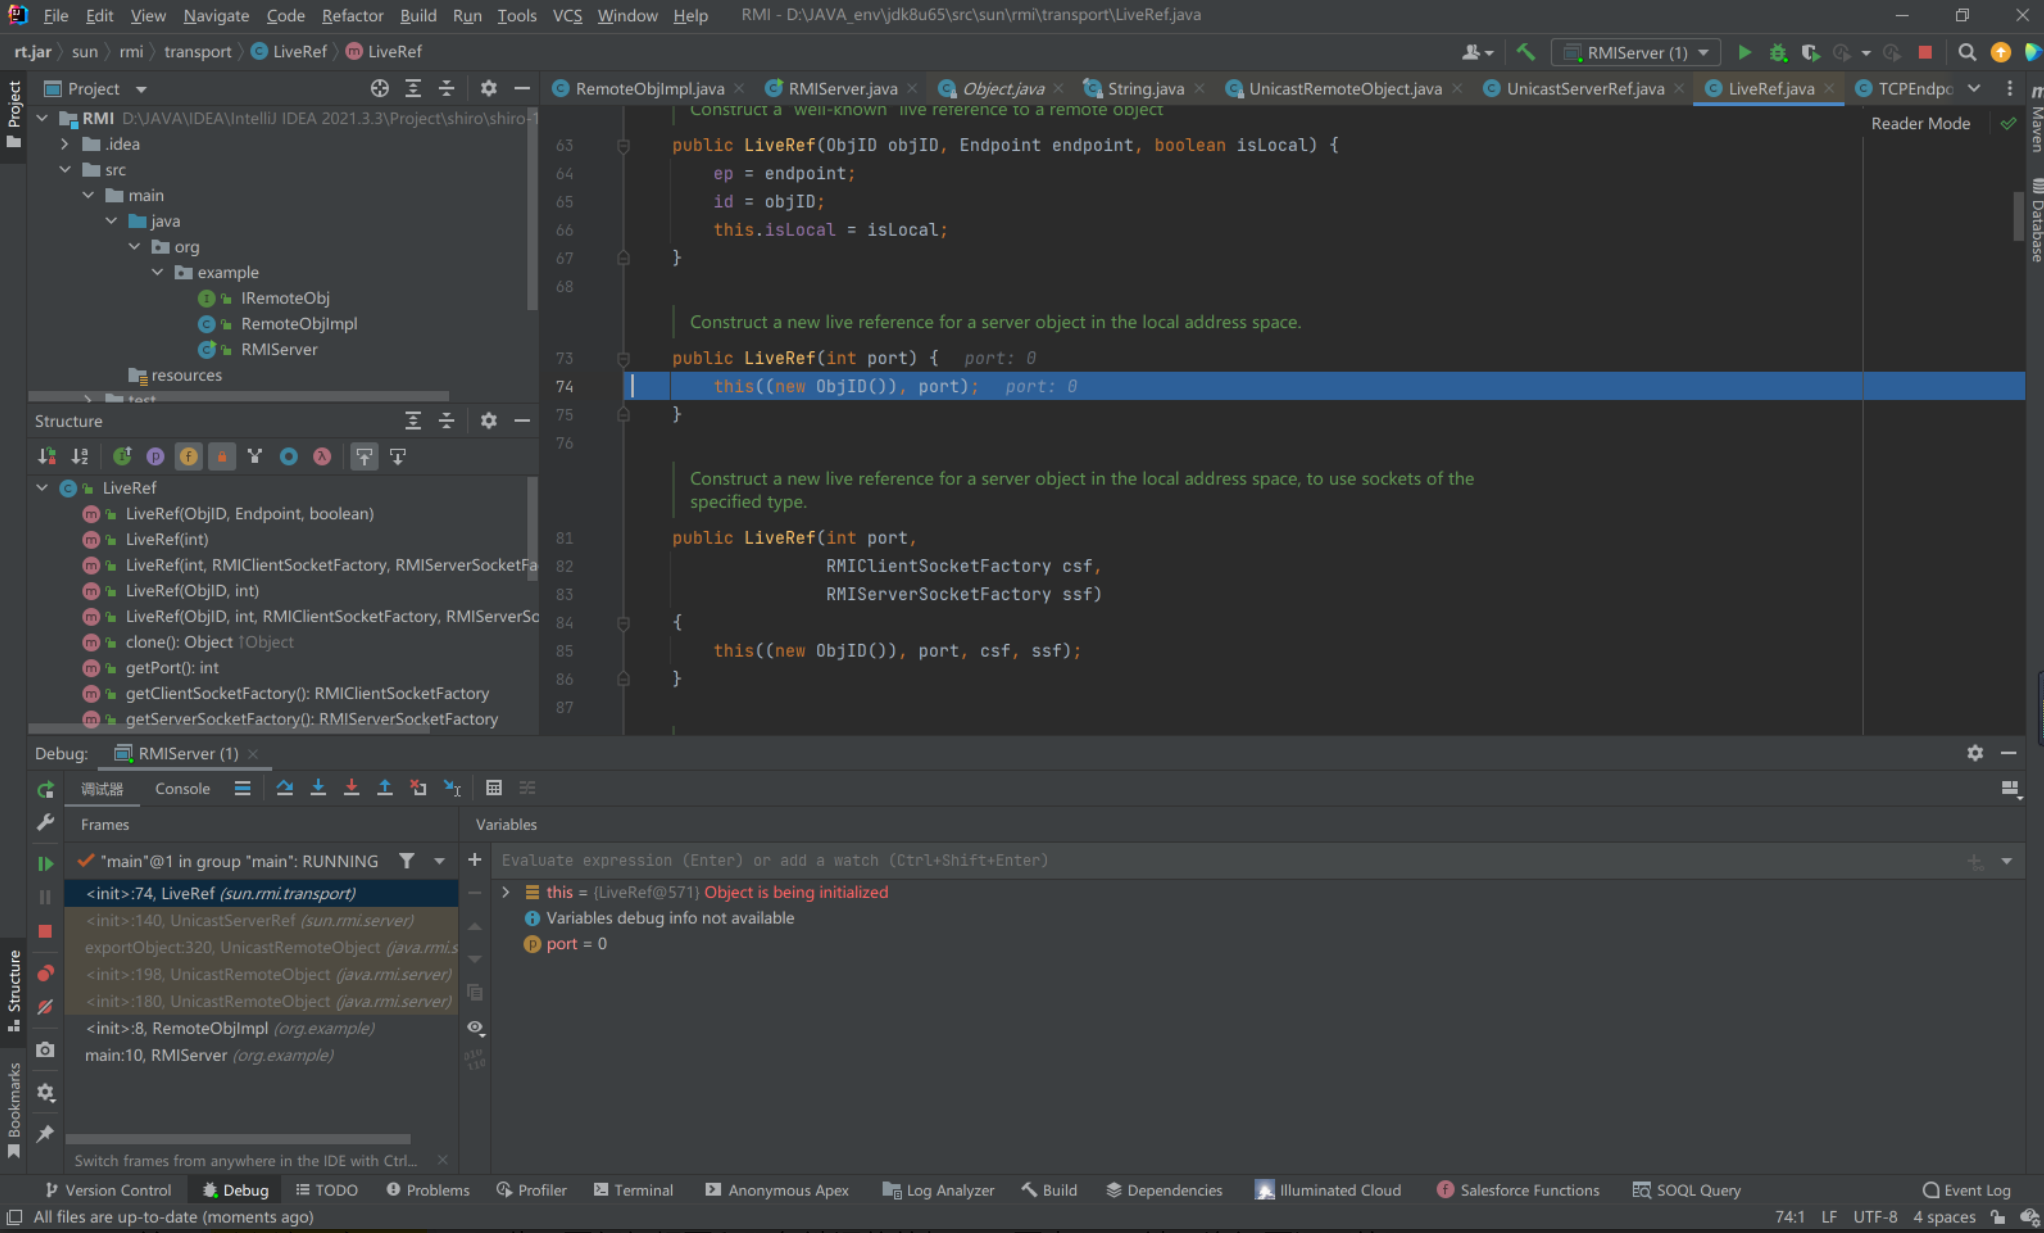 File Edit View Navigate Code Refactor Build Run Tools VCS Window Help RMI - D:\JAVA_env\jdk8u65\src\sun\rmi\transport\LiveRef.java
rt.jar sun rmi transport LiveRef LiveRef
RMIServer (1)
Project
RemoteObjImpl.java RMIServer.java Object.java String.java UnicastRemoteObject.java UnicastServerRef.java LiveRef.java TCPEndpo
RMI D:\JAVA\IDEA\IntelliJ IDEA 2021.3.3\Project\shiro\shiro-1
.idea
src
main
java
org
example
IRemoteObj
RemoteObjImpl
RMIServer
resources
test
Project
Structure
Bookmarks
Maven
Database
Reader Mode
Construct a "well-known" live reference to a remote object
63 public LiveRef(ObjID objID, Endpoint endpoint, boolean isLocal) {
64 ep = endpoint;
65 id = objID;
66 this.isLocal = isLocal;
67 }
68
Construct a new live reference for a server object in the local address space.
73 public LiveRef(int port) { port: 0
74 this((new ObjID()), port); port: 0
75 }
76
Construct a new live reference for a server object in the local address space, to use sockets of the
specified type.
81 public LiveRef(int port,
82 RMIClientSocketFactory csf,
83 RMIServerSocketFactory ssf)
84 {
85 this((new ObjID()), port, csf, ssf);
86 }
87
Structure
LiveRef
LiveRef(ObjID, Endpoint, boolean)
LiveRef(int)
LiveRef(int, RMIClientSocketFactory, RMIServerSocketFa
LiveRef(ObjID, int)
LiveRef(ObjID, int, RMIClientSocketFactory, RMIServerSo
clone(): Object ↑Object
getPort(): int
getClientSocketFactory(): RMIClientSocketFactory
getServerSocketFactory(): RMIServerSocketFactory
Debug: RMIServer (1)
调试器 Console
Frames
Variables
"main"@1 in group "main": RUNNING
Evaluate expression (Enter) or add a watch (Ctrl+Shift+Enter)
<init>:74, LiveRef (sun.rmi.transport)
<init>:140, UnicastServerRef (sun.rmi.server)
exportObject:320, UnicastRemoteObject (java.rmi.s
<init>:198, UnicastRemoteObject (java.rmi.server)
<init>:180, UnicastRemoteObject (java.rmi.server)
<init>:8, RemoteObjImpl (org.example)
main:10, RMIServer (org.example)
this = {LiveRef@571} Object is being initialized
Variables debug info not available
port = 0
Switch frames from anywhere in the IDE with Ctrl...
Version Control Debug TODO Problems Profiler Terminal Anonymous Apex Log Analyzer Build Dependencies Illuminated Cloud Salesforce Functions SOQL Query Event Log
All files are up-to-date (moments ago) 74:1 LF UTF-8 4 spaces